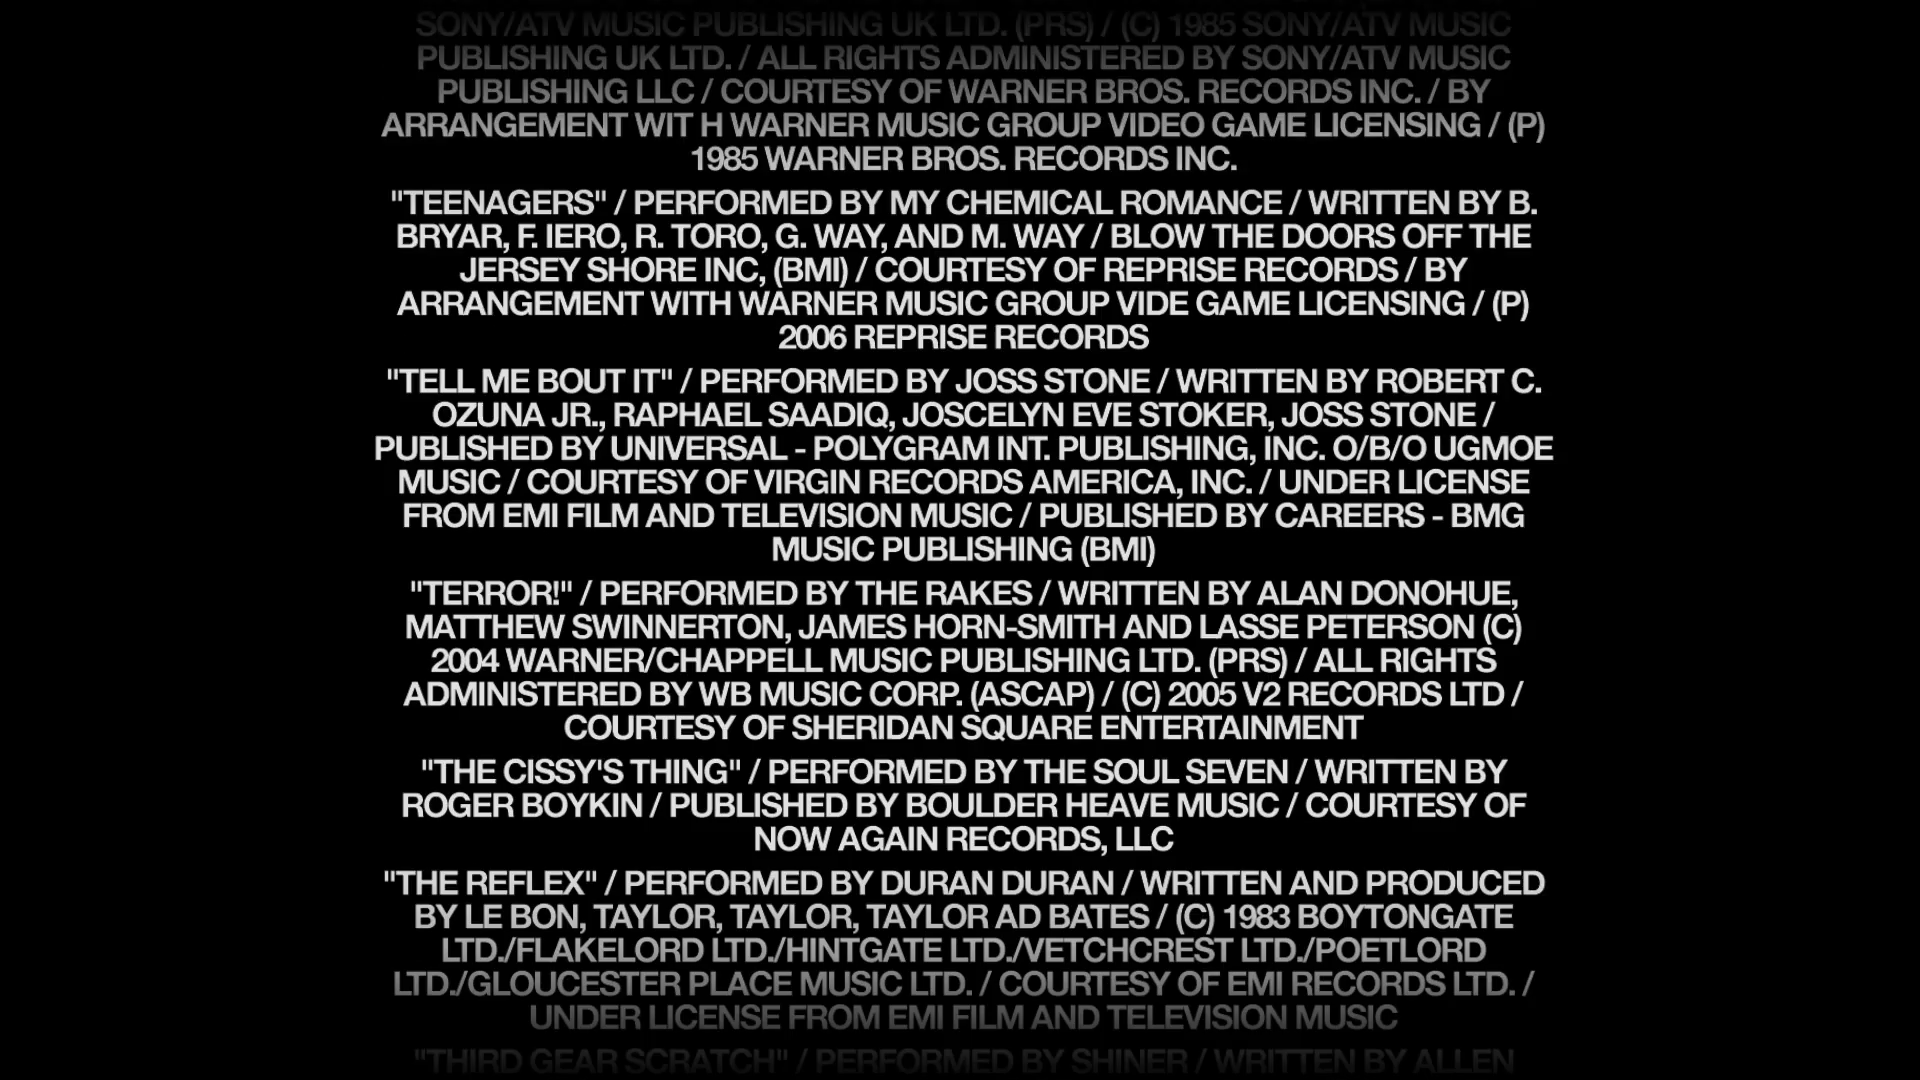 SONY/ATV MUSIC PUBLISHING UK LTD. (PRS) / (C) 1985 SONY/ATV MUSIC
PUBLISHING UK LTD. / ALL RIGHTS ADMINISTERED BY SONY/ATV MUSIC
PUBLISHING LLC / COURTESY OF WARNER BROS. RECORDS INC. / BY
ARRANGEMENT WIT H WARNER MUSIC GROUP VIDEO GAME LICENSING / (P)
1985 WARNER BROS. RECORDS INC.
"TEENAGERS" / PERFORMED BY MY CHEMICAL ROMANCE / WRITTEN BY B.
BRYAR, F. IERO, R. TORO, G. WAY, AND M. WAY / BLOW THE DOORS OFF THE
JERSEY SHORE INC, (BMI) / COURTESY OF REPRISE RECORDS / BY
ARRANGEMENT WITH WARNER MUSIC GROUP VIDE GAME LICENSING / (P)
2006 REPRISE RECORDS
"TELL ME BOUT IT" / PERFORMED BY JOSS STONE / WRITTEN BY ROBERT C.
OZUNA JR., RAPHAEL SAADIQ, JOSCELYN EVE STOKER, JOSS STONE /
PUBLISHED BY UNIVERSAL - POLYGRAM INT. PUBLISHING, INC. O/B/O UGMOE
MUSIC / COURTESY OF VIRGIN RECORDS AMERICA, INC. / UNDER LICENSE
FROM EMI FILM AND TELEVISION MUSIC / PUBLISHED BY CAREERS - BMG
MUSIC PUBLISHING (BMI)
"TERROR!" / PERFORMED BY THE RAKES / WRITTEN BY ALAN DONOHUE,
MATTHEW SWINNERTON, JAMES HORN-SMITH AND LASSE PETERSON (C)
2004 WARNER/CHAPPELL MUSIC PUBLISHING LTD. (PRS) / ALL RIGHTS
ADMINISTERED BY WB MUSIC CORP. (ASCAP) / (C) 2005 V2 RECORDS LTD /
COURTESY OF SHERIDAN SQUARE ENTERTAINMENT
"THE CISSY'S THING" / PERFORMED BY THE SOUL SEVEN / WRITTEN BY
ROGER BOYKIN / PUBLISHED BY BOULDER HEAVE MUSIC / COURTESY OF
NOW AGAIN RECORDS, LLC
"THE REFLEX" / PERFORMED BY DURAN DURAN / WRITTEN AND PRODUCED
BY LE BON, TAYLOR, TAYLOR, TAYLOR AD BATES / (C) 1983 BOYTONGATE
LTD./FLAKELORD LTD./HINTGATE LTD./VETCHCREST LTD./POETLORD
LTD./GLOUCESTER PLACE MUSIC LTD. / COURTESY OF EMI RECORDS LTD. /
UNDER LICENSE FROM EMI FILM AND TELEVISION MUSIC
"THIRD GEAR SCRATCH" / PERFORMED BY SHINER / WRITTEN BY ALLEN